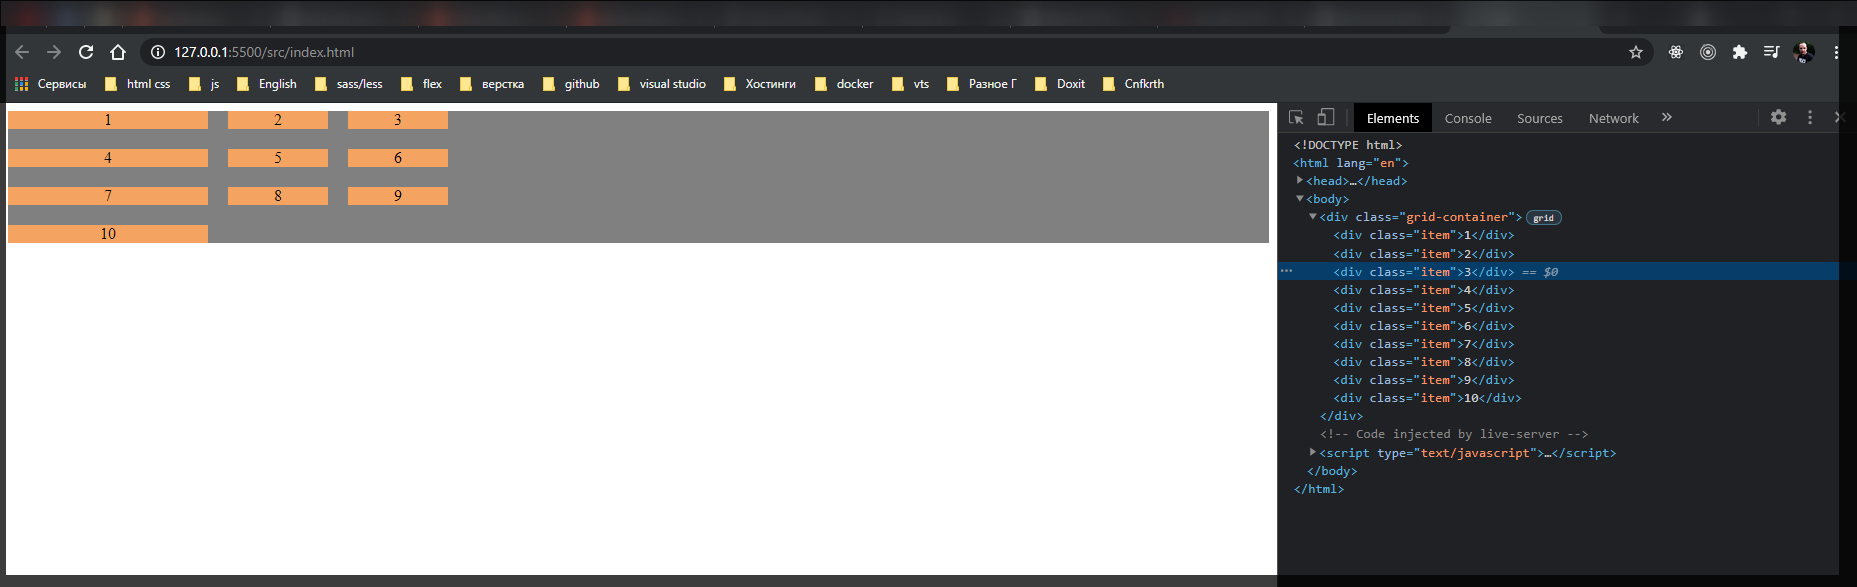 127.0.0.1:5500/src/index.html
Сервисы html css js English sass/less flex верстка github visual studio Хостинги docker vts Разное Г Doxit Cnfkrth
1 2 3
4 5 6
7 8 9
10
Elements Console Sources Network »
<!DOCTYPE html>
<html lang="en">
<head>…</head>
<body>
<div class="grid-container"> grid
<div class="item">1</div>
<div class="item">2</div>
<div class="item">3</div> == $0
<div class="item">4</div>
<div class="item">5</div>
<div class="item">6</div>
<div class="item">7</div>
<div class="item">8</div>
<div class="item">9</div>
<div class="item">10</div>
</div>
<!-- Code injected by live-server -->
<script type="text/javascript">…</script>
</body>
</html>